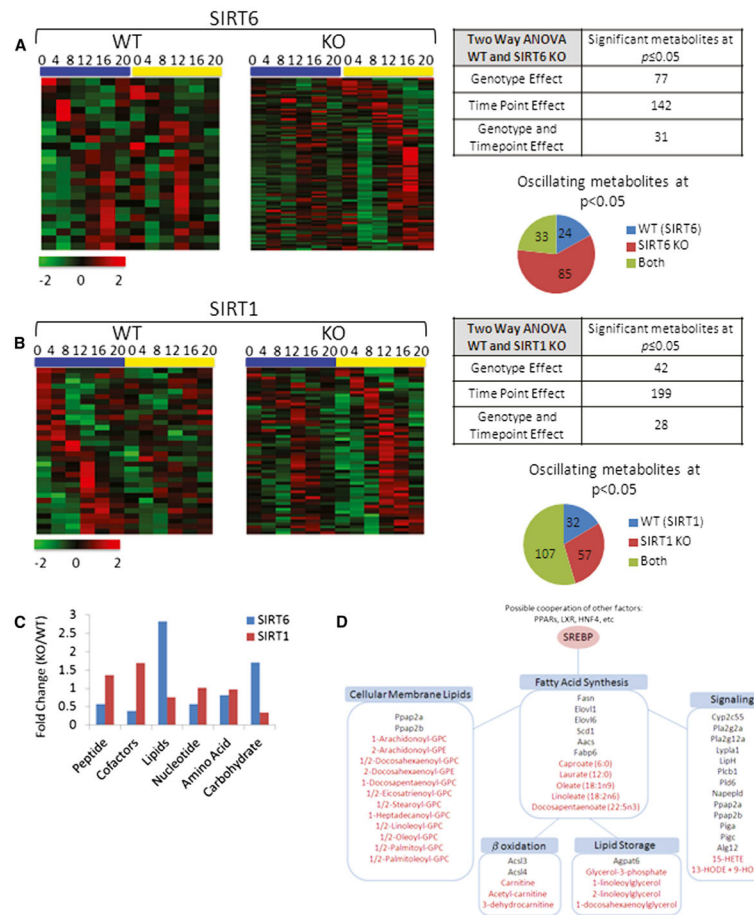 SIRT6
A
WT
KO
0 4 8 12 16 20 0 4 8 12 16 20
0 4 8 12 16 20 0 4 8 12 16 20
-2 0 2
Two Way ANOVA WT and SIRT6 KO
Significant metabolites at p≤0.05
Genotype Effect 77
Time Point Effect 142
Genotype and Timepoint Effect 31
Oscillating metabolites at
p<0.05
33
24
85
WT (SIRT6)
SIRT6 KO
Both
SIRT1
B
WT
KO
0 4 8 12 16 20 0 4 8 12 16 20
0 4 8 12 16 20 0 4 8 12 16 20
-2 0 2
Two Way ANOVA WT and SIRT1 KO
Significant metabolites at p≤0.05
Genotype Effect 42
Time Point Effect 199
Genotype and Timepoint Effect 28
Oscillating metabolites at
p<0.05
32
107
57
WT (SIRT1)
SIRT1 KO
Both
C
Fold Change (KO/WT)
3
2.5
2
1.5
1
0.5
0
SIRT6
SIRT1
Peptide
Cofactors
Lipids
Nucleotide
Amino Acid
Carbohydrate
D
Possible cooperation of other factors:
PPARs, LXR, HNF4, etc
SREBP
Cellular Membrane Lipids
Ppap2a
Ppap2b
1-Arachidonoyl-GPC
2-Arachidonoyl-GPE
1/2-Docosahexaenoyl-GPC
2-Docosahexaenoyl-GPE
1-Docosapentaenoyl-GPC
1/2-Eicosatrienoyl-GPC
1/2-Stearoyl-GPC
1-Heptadecanoyl-GPC
1/2-Linoleoyl-GPC
1/2-Oleoyl-GPC
1/2-Palmitoyl-GPC
1/2-Palmitoleoyl-GPC
Fatty Acid Synthesis
Fasn
Elovl1
Elovl6
Scd1
Aacs
Fabp6
Caproate (6:0)
Laurate (12:0)
Oleate (18:1n9)
Linoleate (18:2n6)
Docosapentaenoate (22:5n3)
Signaling
Cyp2c55
Pla2g2a
Pla2g12a
Lypla1
LipH
Plcb1
Pld6
Napepld
Ppap2a
Ppap2b
Piga
Pigc
Alg12
15-HETE
13-HODE + 9-HO
β oxidation
Acsl3
Acsl4
Carnitine
Acetyl-carnitine
3-dehydrocarnitine
Lipid Storage
Agpat6
Glycerol-3-phosphate
1-linoleoylglycerol
2-linoleoylglycerol
1-docosahexaenoylglycerol